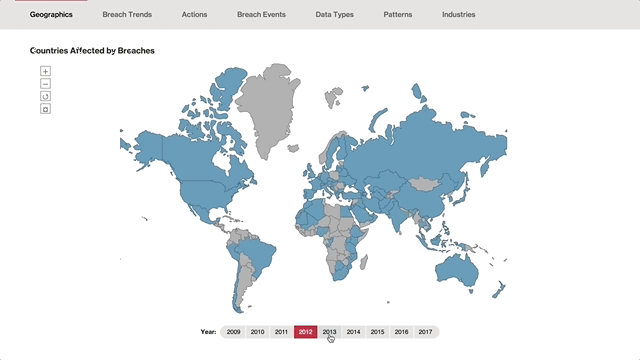 Geographics Breach Trends Actions Breach Events Data Types Patterns Industries
Countries Affected by Breaches
Year: 2009 2010 2011 2012 2013 2014 2015 2016 2017